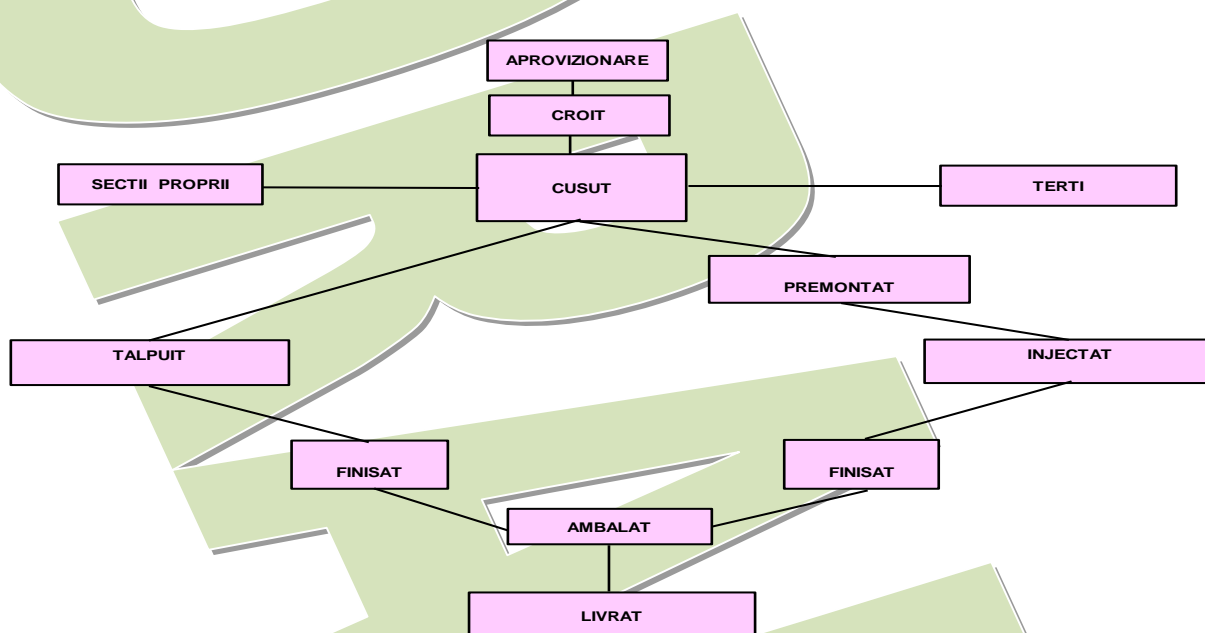 APROVIZIONARE
CROIT
SECTII PROPRII
CUSUT
TERTI
PREMONTAT
TALPUIT
INJECTAT
FINISAT
FINISAT
AMBALAT
LIVRAT